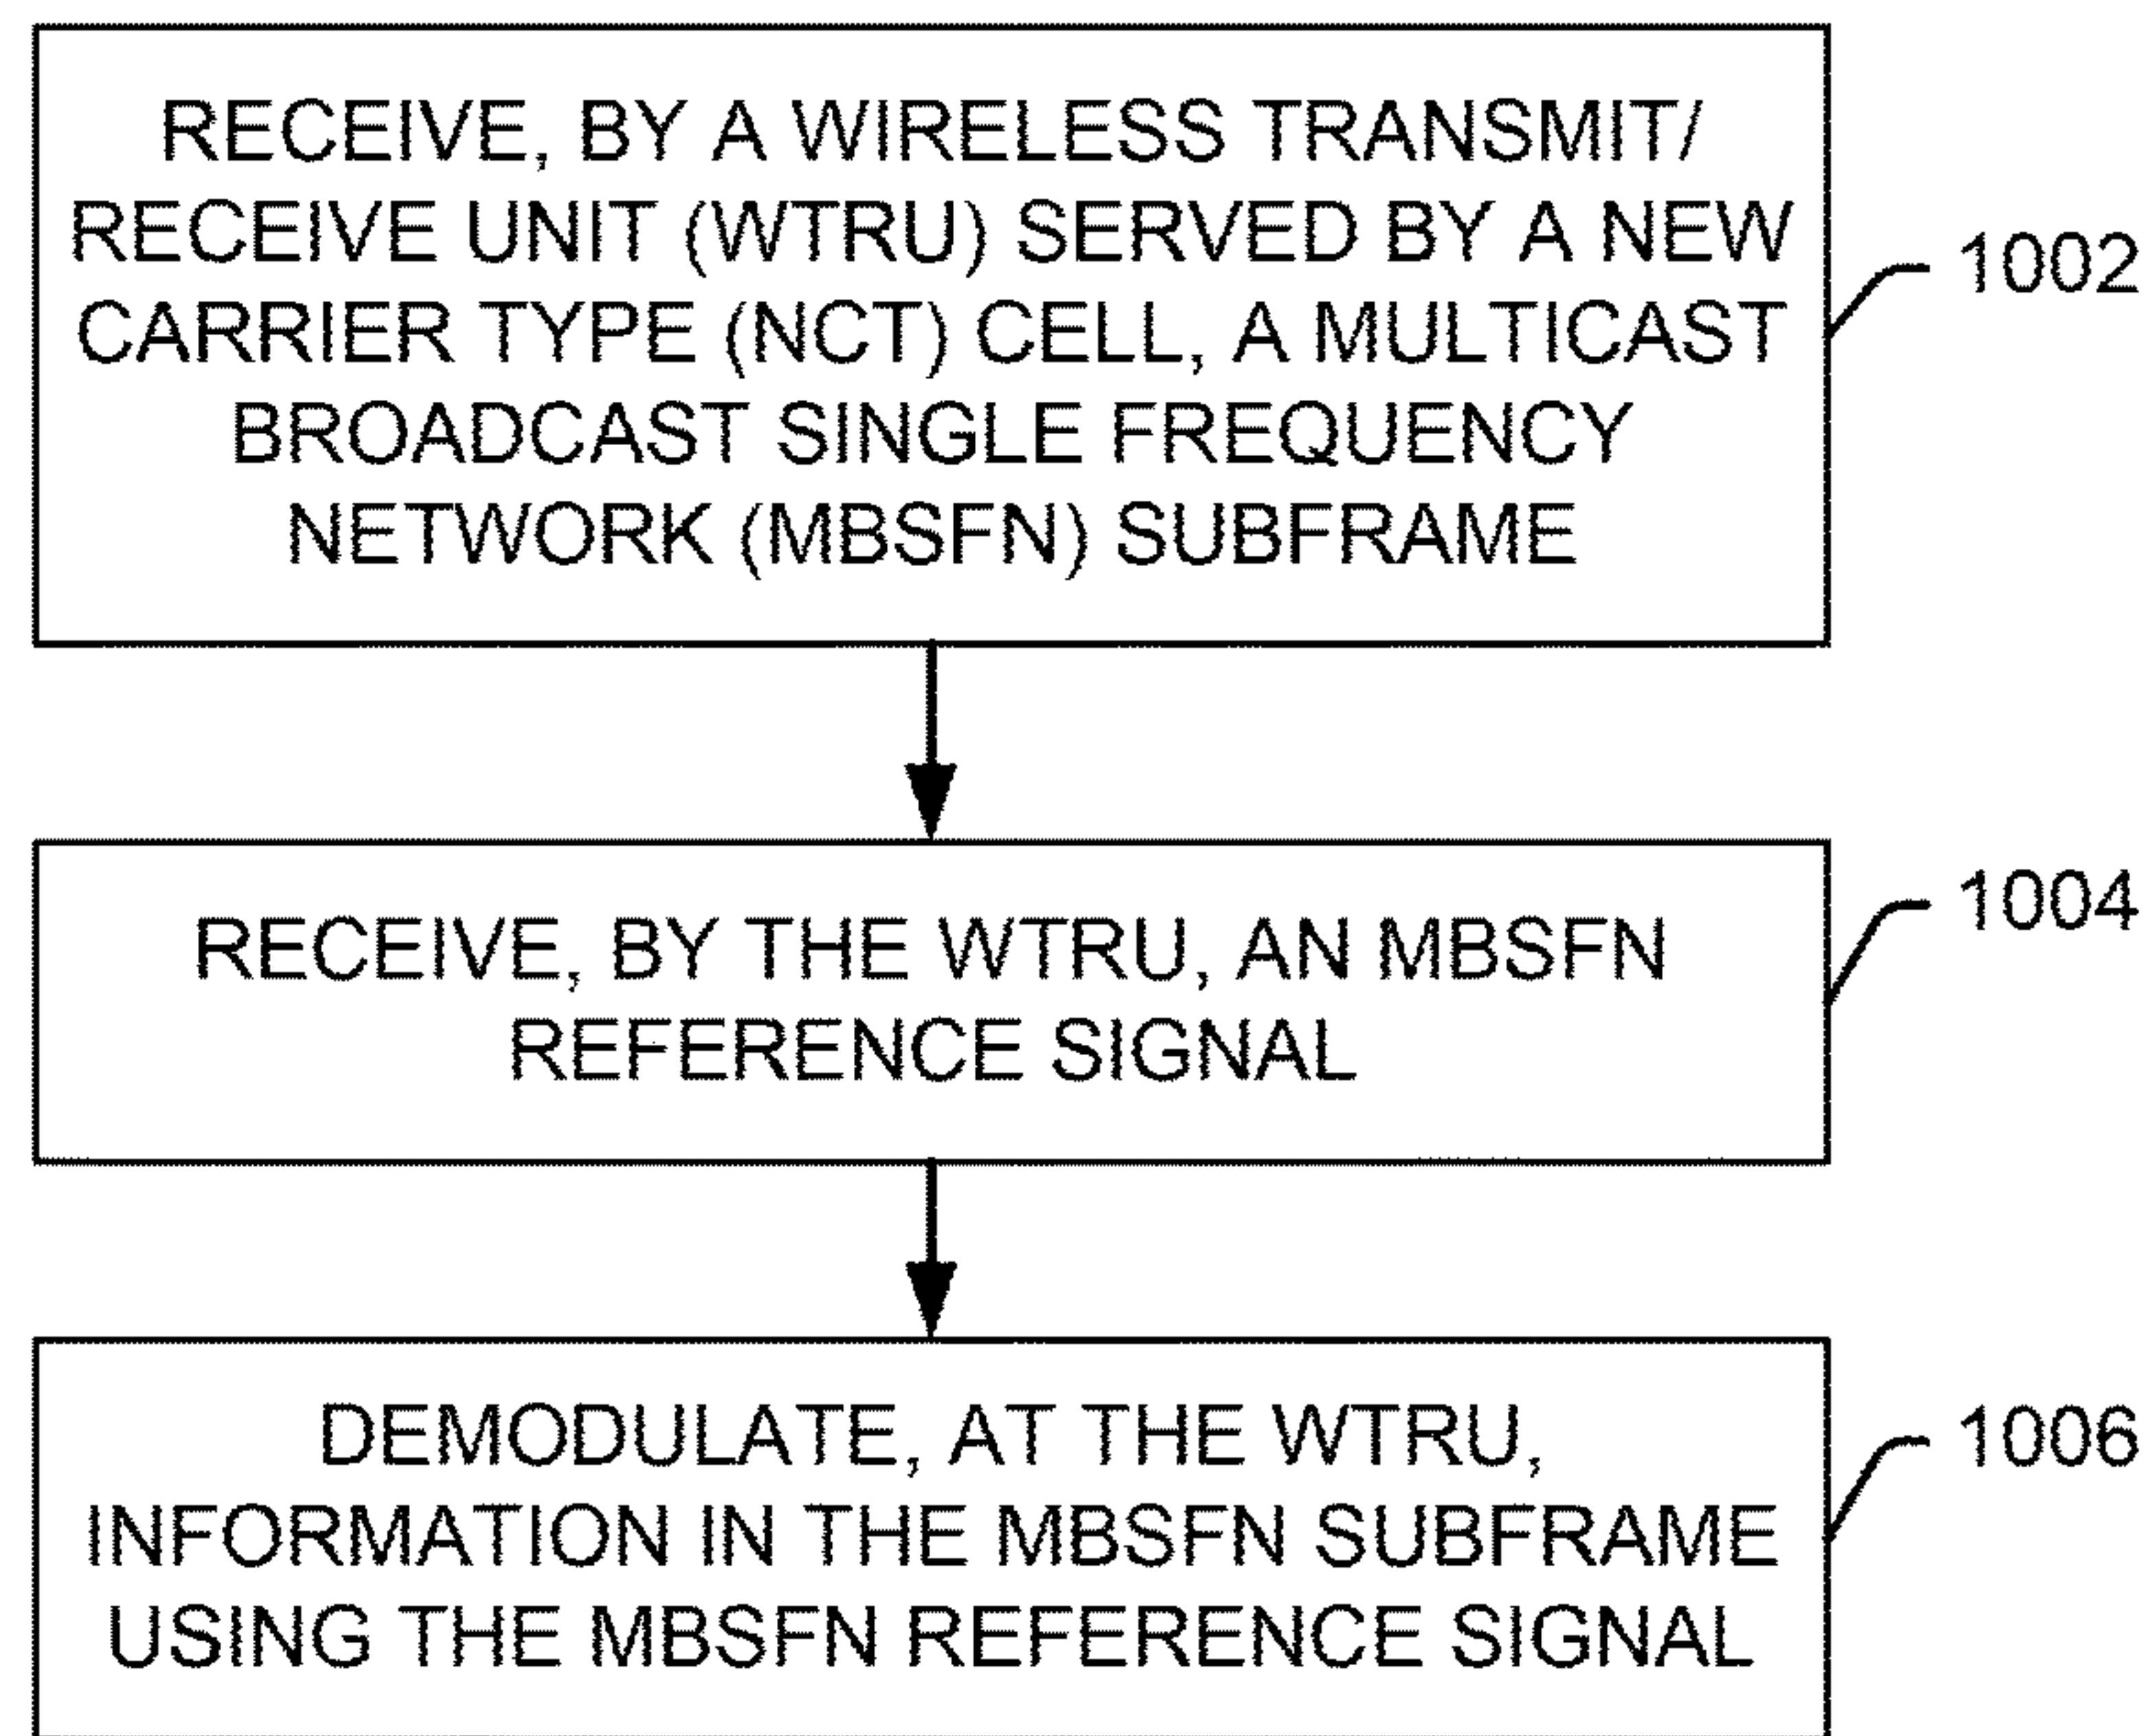 RECEIVE, BY A WIRELESS TRANSMIT/
RECEIVE UNIT (WTRU) SERVED BY A NEW
CARRIER TYPE (NCT) CELL, A MULTICAST
BROADCAST SINGLE FREQUENCY
NETWORK (MBSFN) SUBFRAME
1002
RECEIVE, BY THE WTRU, AN MBSFN
REFERENCE SIGNAL
1004
DEMODULATE, AT THE WTRU,
INFORMATION IN THE MBSFN SUBFRAME
USING THE MBSFN REFERENCE SIGNAL
1006